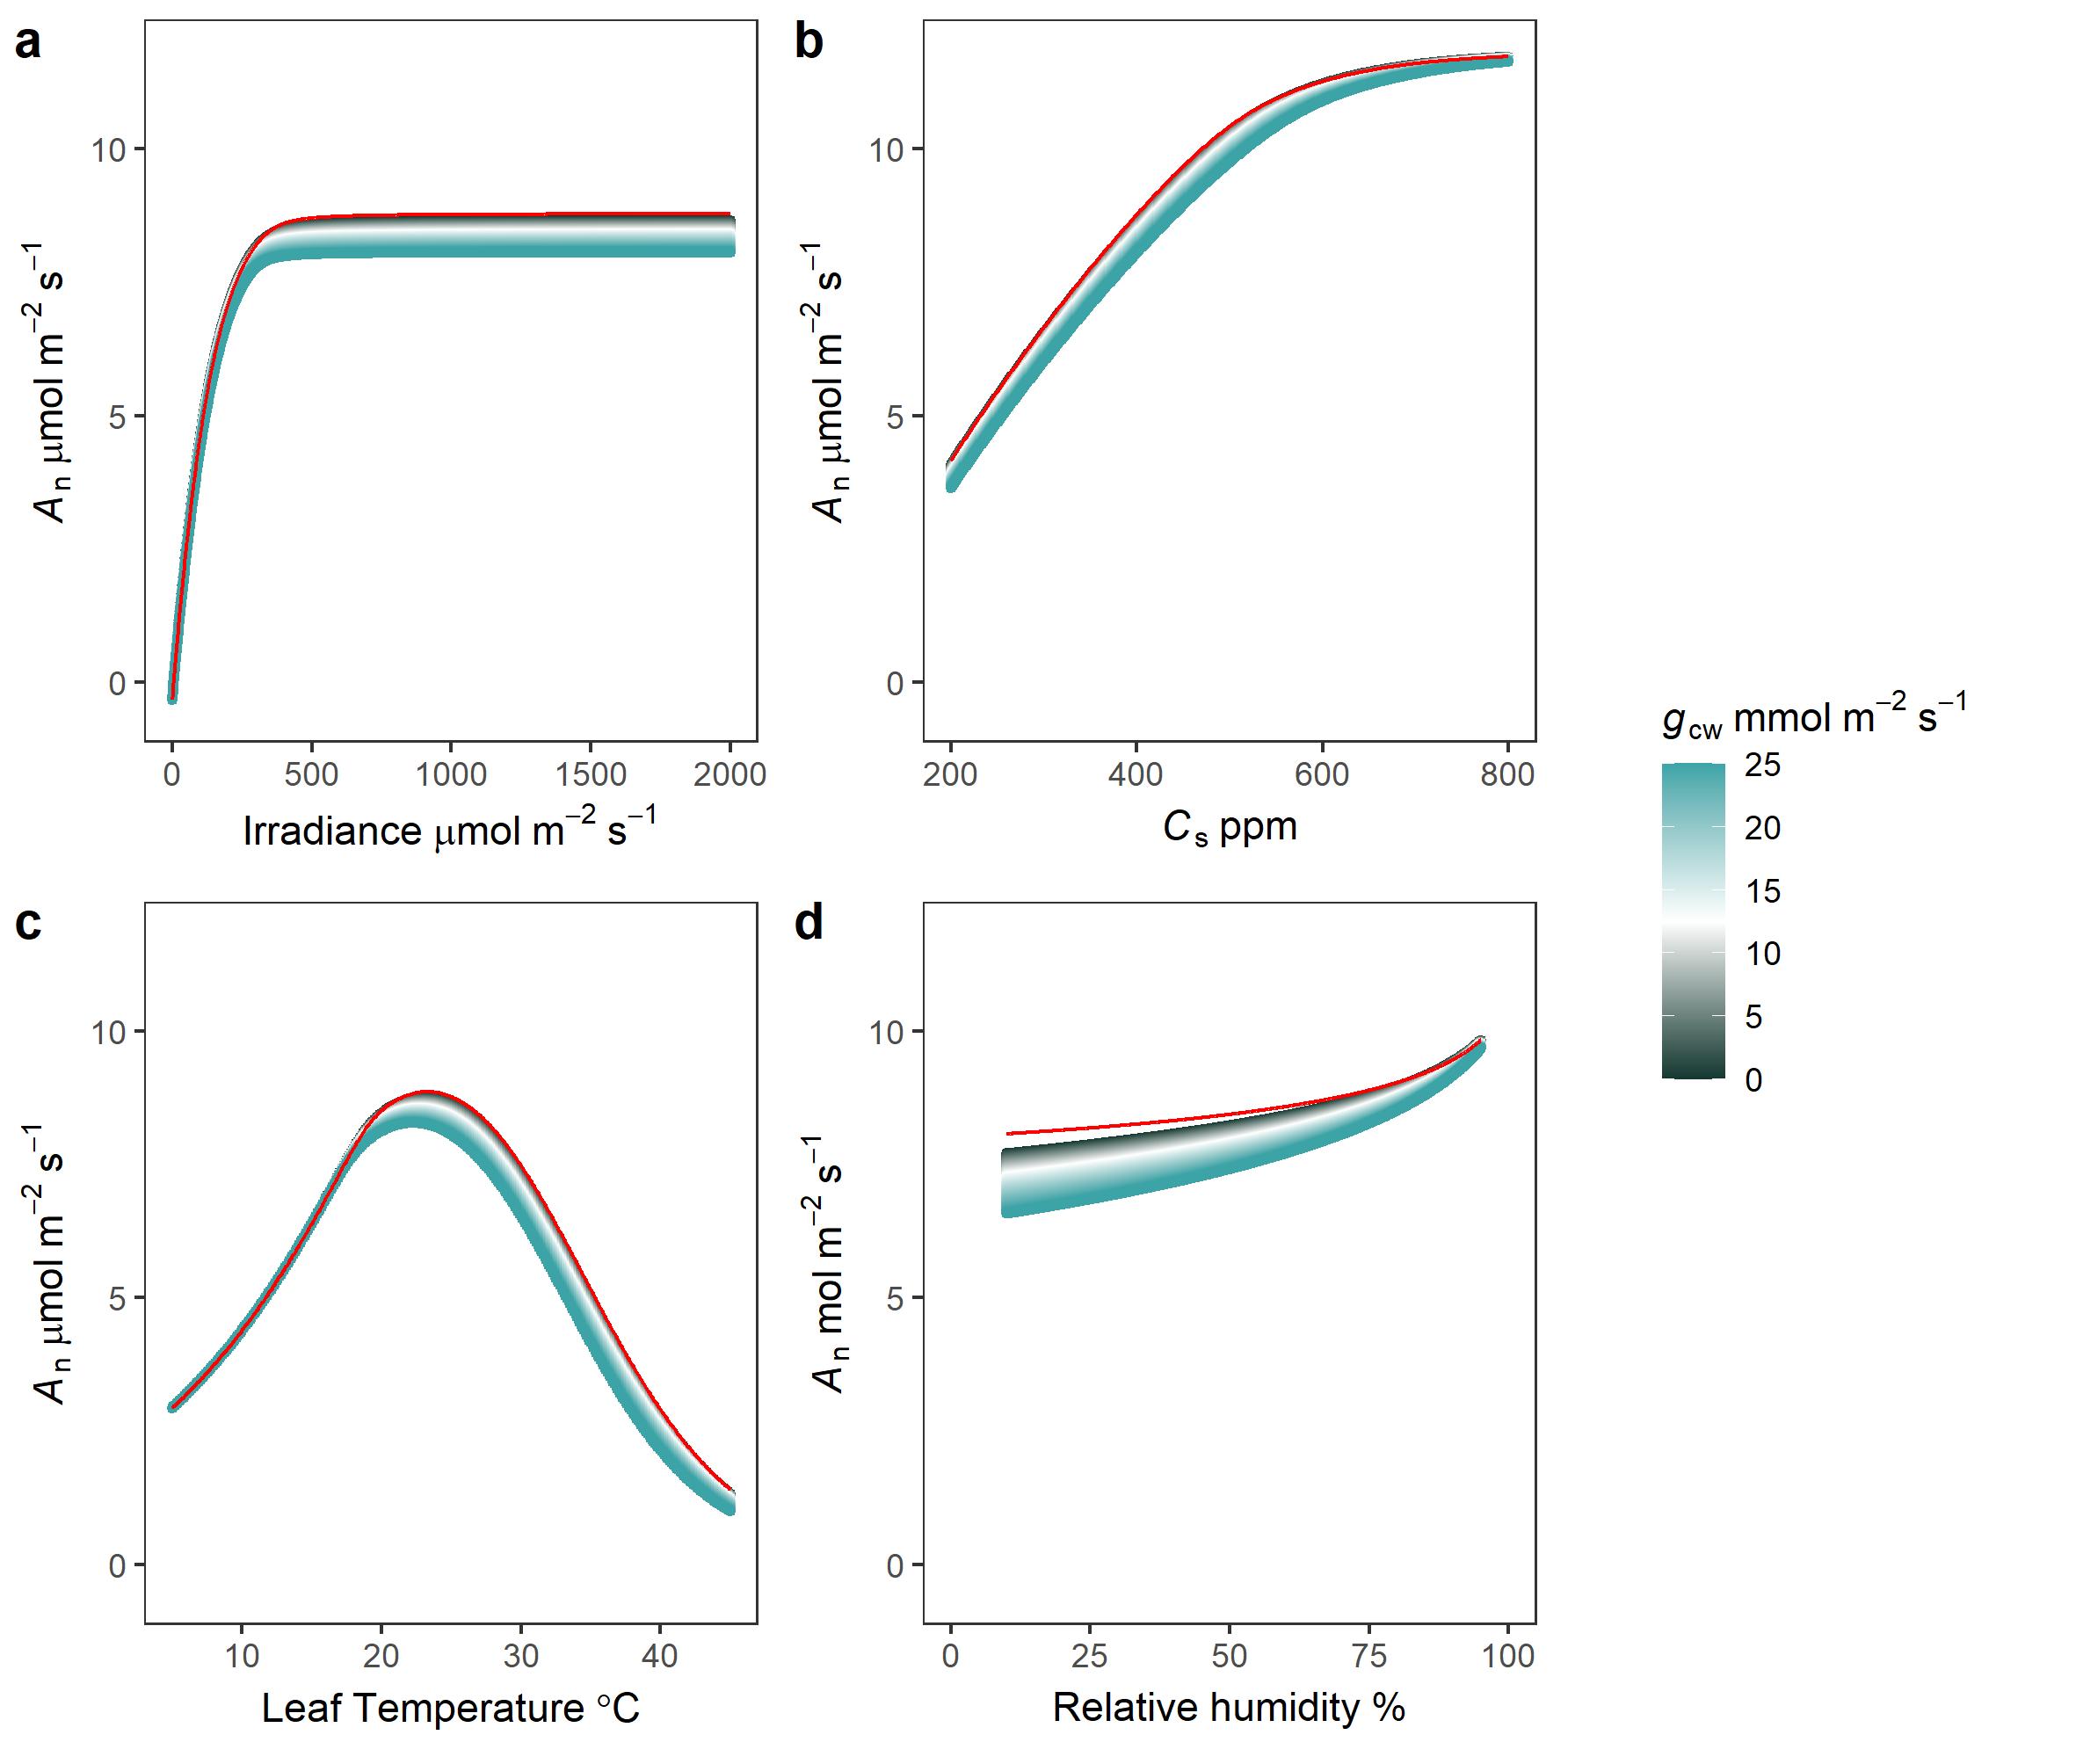 a
10
5
0
An μmol m−2 s−1
0 500 1000 1500 2000
Irradiance μmol m−2 s−1
b
10
5
0
An μmol m−2 s−1
200 400 600 800
Cs ppm
c
10
5
0
An μmol m−2 s−1
10 20 30 40
Leaf Temperature °C
d
10
5
0
An mol m−2 s−1
0 25 50 75 100
Relative humidity %
gcw mmol m−2 s−1
25
20
15
10
5
0